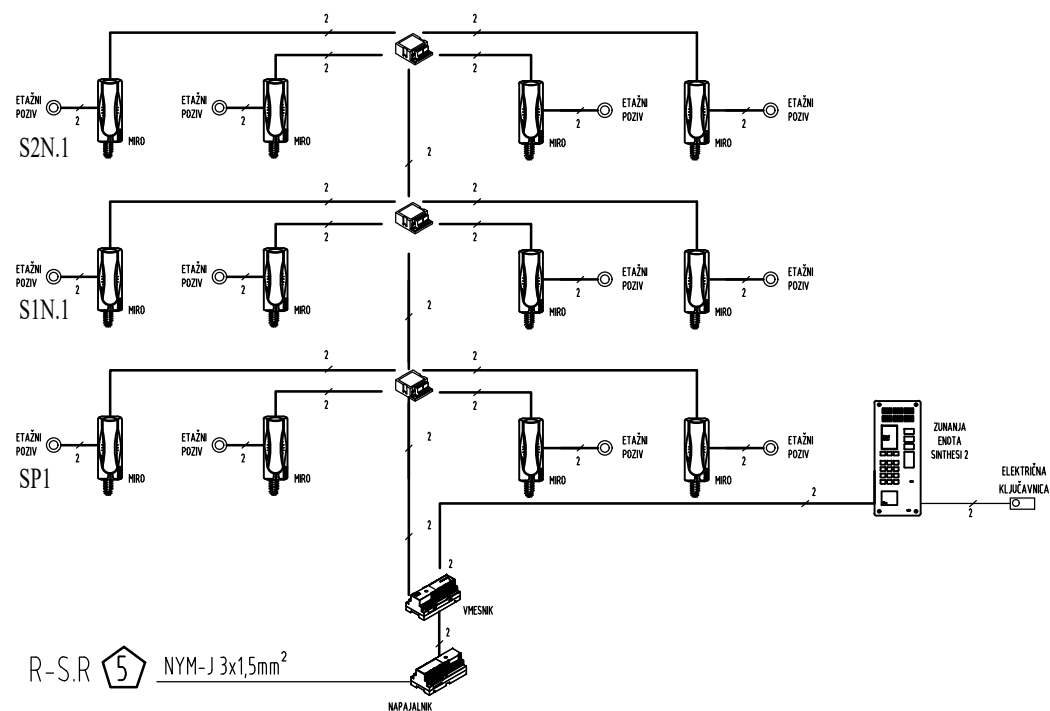 2 2
2 2
ETAŽNI
POZIV
2
MIRO
ETAŽNI
POZIV
2
MIRO
MIRO
2
ETAŽNI
POZIV
MIRO
2
ETAŽNI
POZIV
S2N.1
2
2 2
2 2
ETAŽNI
POZIV
2
MIRO
ETAŽNI
POZIV
2
MIRO
MIRO
2
ETAŽNI
POZIV
MIRO
2
ETAŽNI
POZIV
S1N.1
2
2 2
2 2
ETAŽNI
POZIV
2
MIRO
ETAŽNI
POZIV
2
MIRO
MIRO
2
ETAŽNI
POZIV
MIRO
2
ETAŽNI
POZIV
SP1
2
ZUNANJA
ENOTA
SINTHESI 2
ELEKTRIČNA
KLJUČAVNICA
2
2
2
2
VMESNIK
2
R-S.R 5 NYM-J 3x1,5mm²
NAPAJALNIK